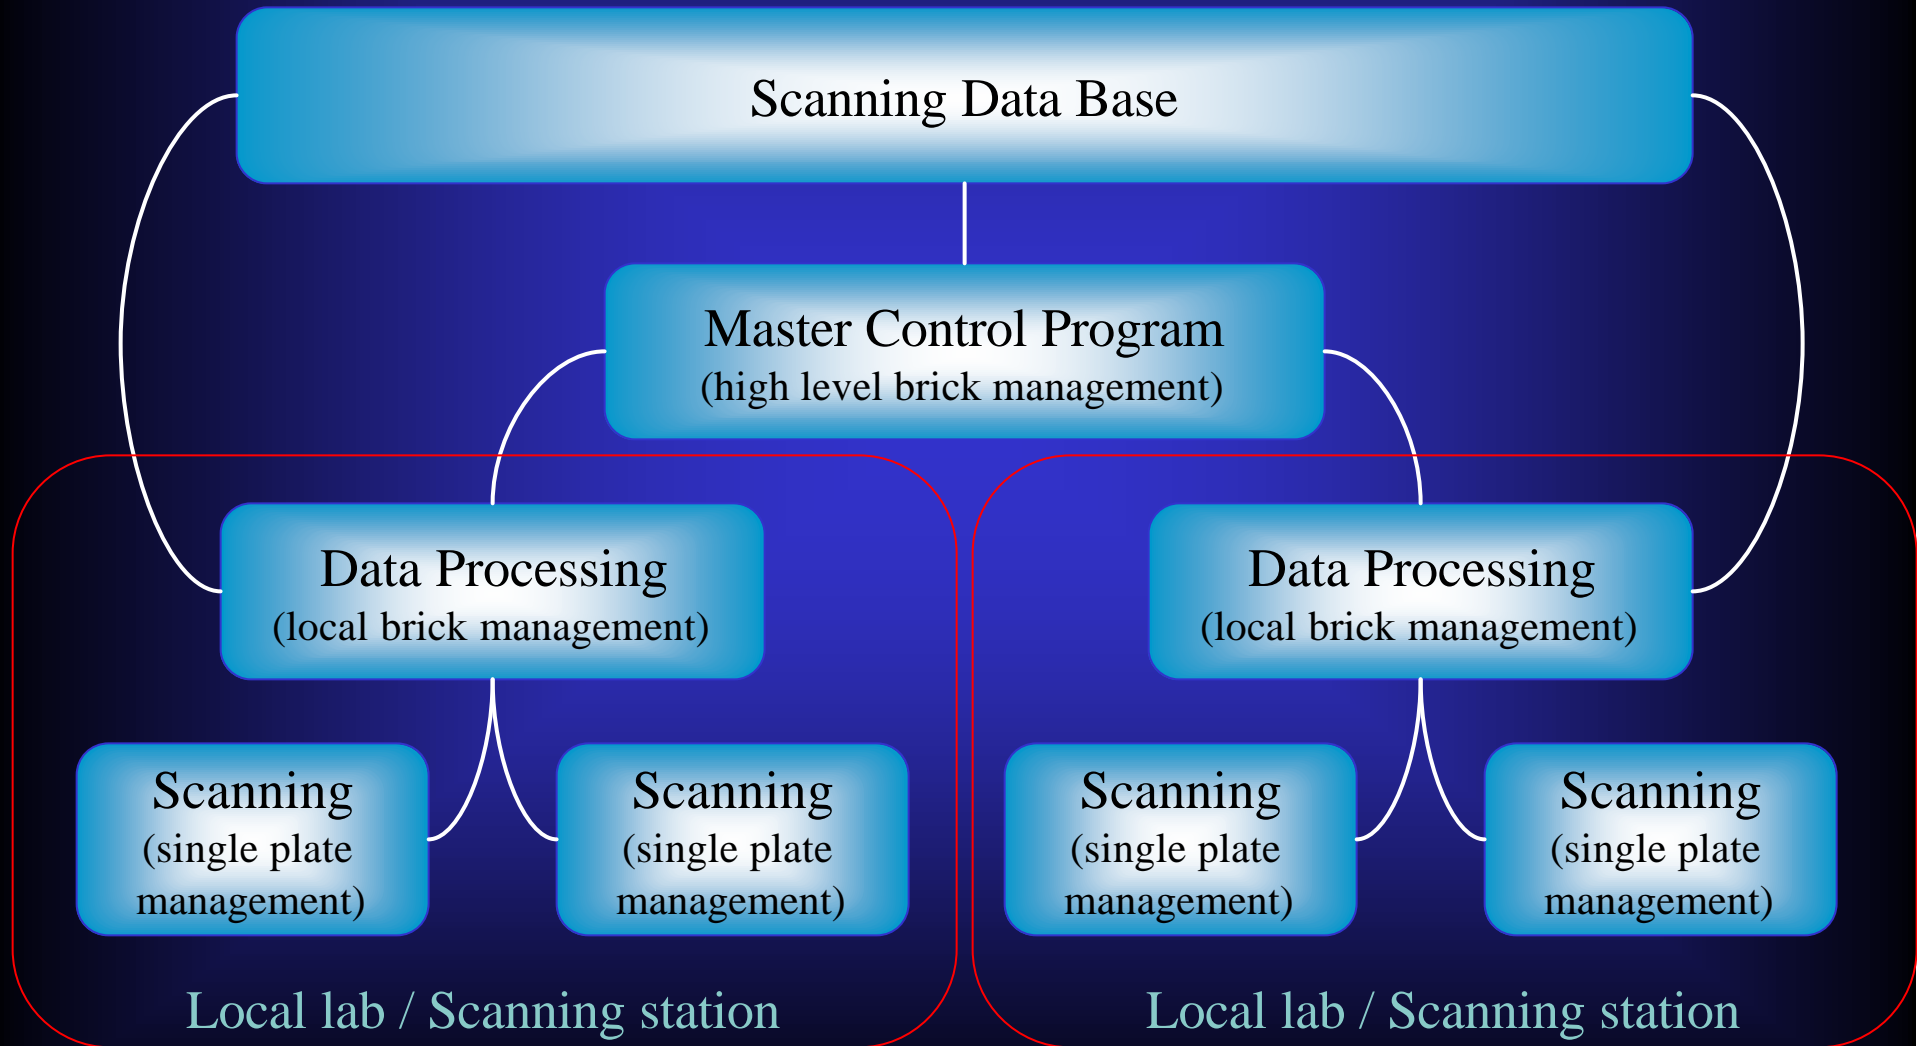 Scanning Data Base
Master Control Program
(high level brick management)
Data Processing
(local brick management)
Data Processing
(local brick management)
Scanning
(single plate
management)
Scanning
(single plate
management)
Scanning
(single plate
management)
Scanning
(single plate
management)
Local lab / Scanning station
Local lab / Scanning station